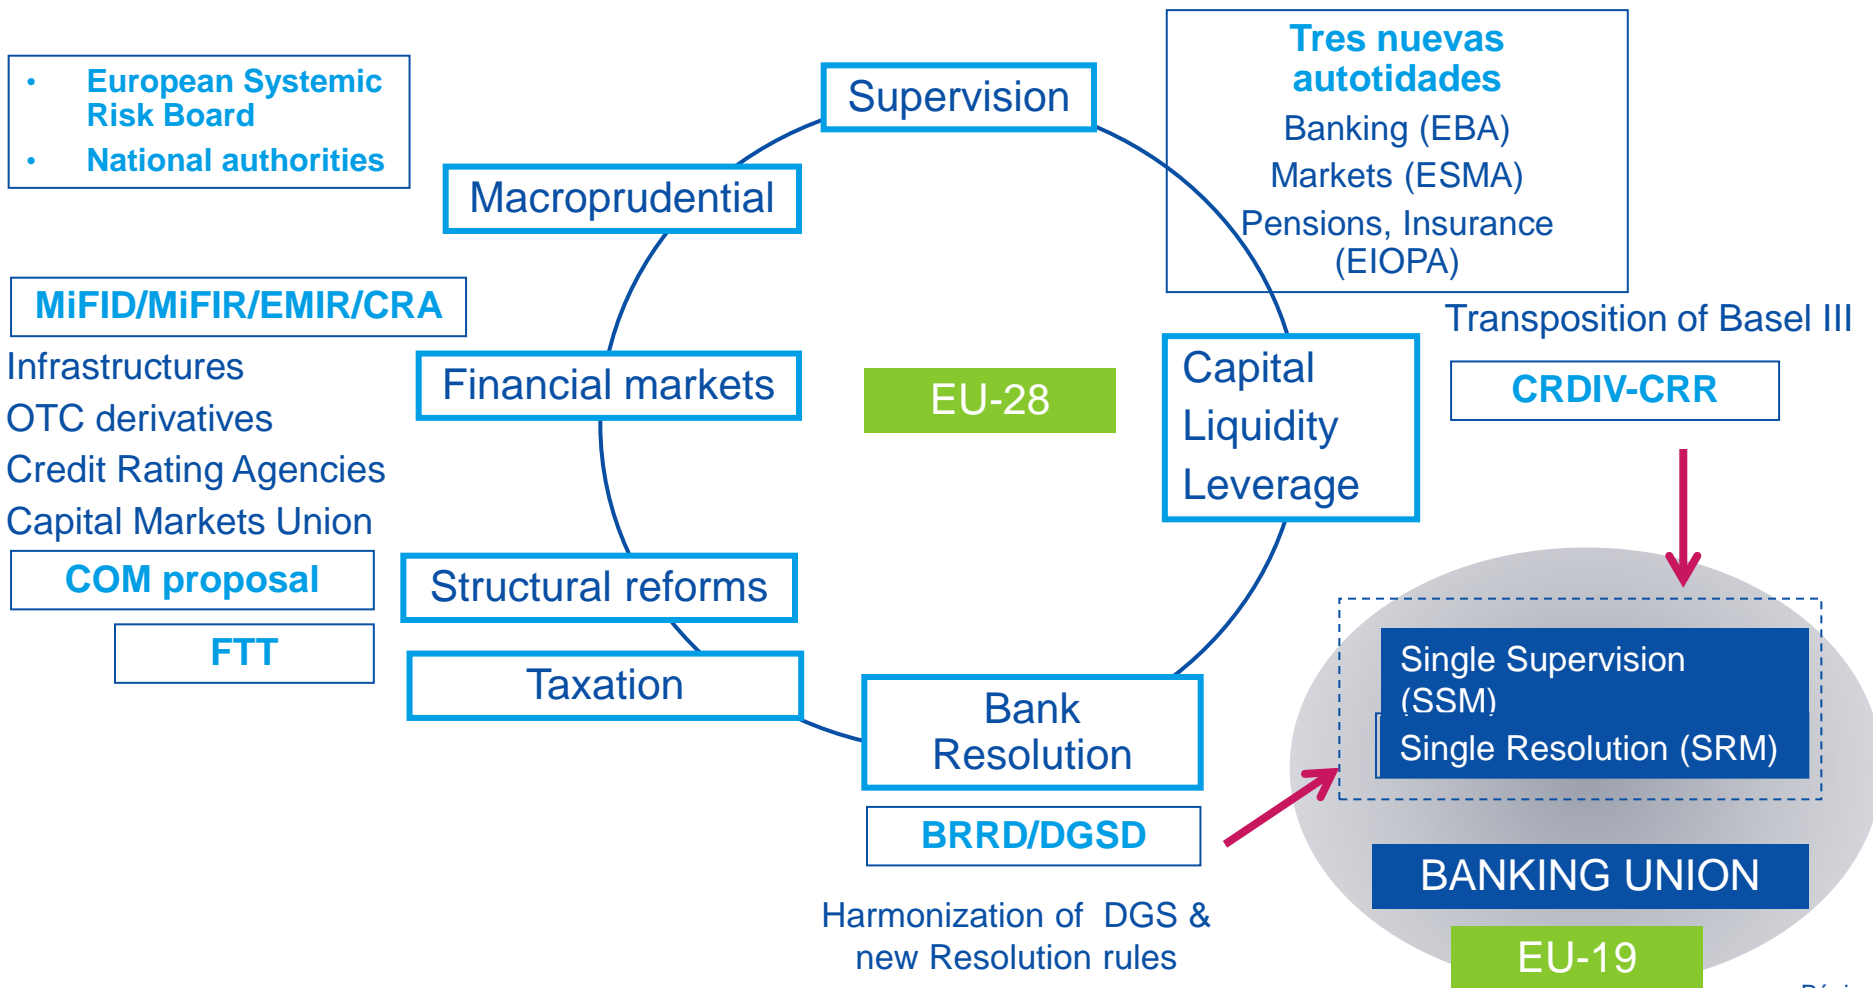 • European Systemic
Risk Board
• National authorities
Supervision
Tres nuevas
autotidades
Banking (EBA)
Markets (ESMA)
Pensions, Insurance
(EIOPA)
Macroprudential
MiFID/MiFIR/EMIR/CRA
Infrastructures
OTC derivatives
Credit Rating Agencies
Capital Markets Union
Financial markets
EU-28
Capital
Liquidity
Leverage
Transposition of Basel III
CRDIV-CRR
COM proposal
Structural reforms
FTT
Taxation
Bank
Resolution
BRRD/DGSD
Harmonization of DGS &
new Resolution rules
Single Supervision
(SSM)
Single Resolution (SRM)
BANKING UNION
EU-19